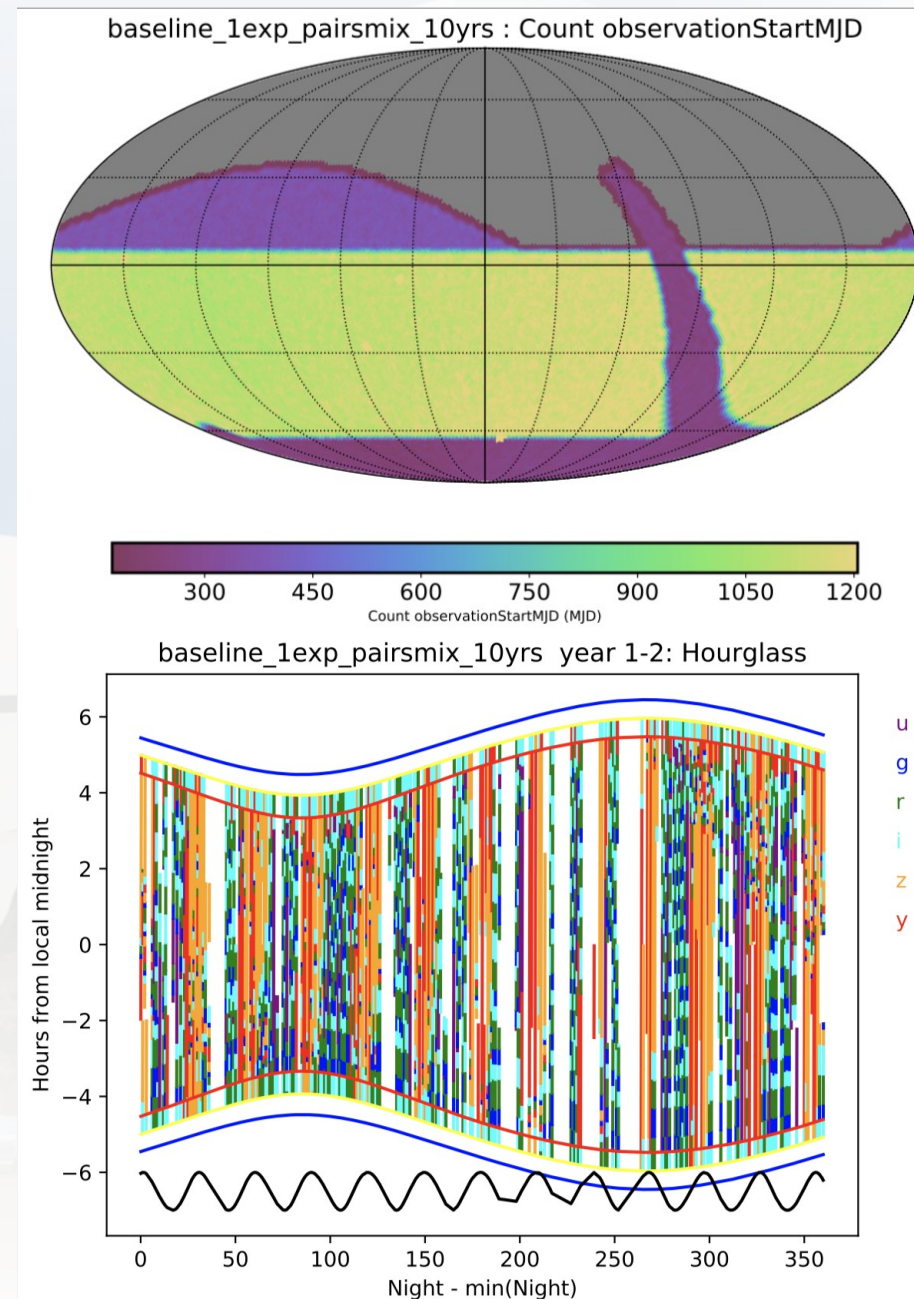 baseline_1exp_pairsmix_10yrs : Count observationStartMJD
300 450 600 750 900 1050 1200
Count observationStartMJD (MJD)
baseline_1exp_pairsmix_10yrs  year 1-2: Hourglass
Hours from local midnight
6
4
2
0
−2
−4
−6
u
g
r
i
z
y
0 50 100 150 200 250 300 350
Night - min(Night)